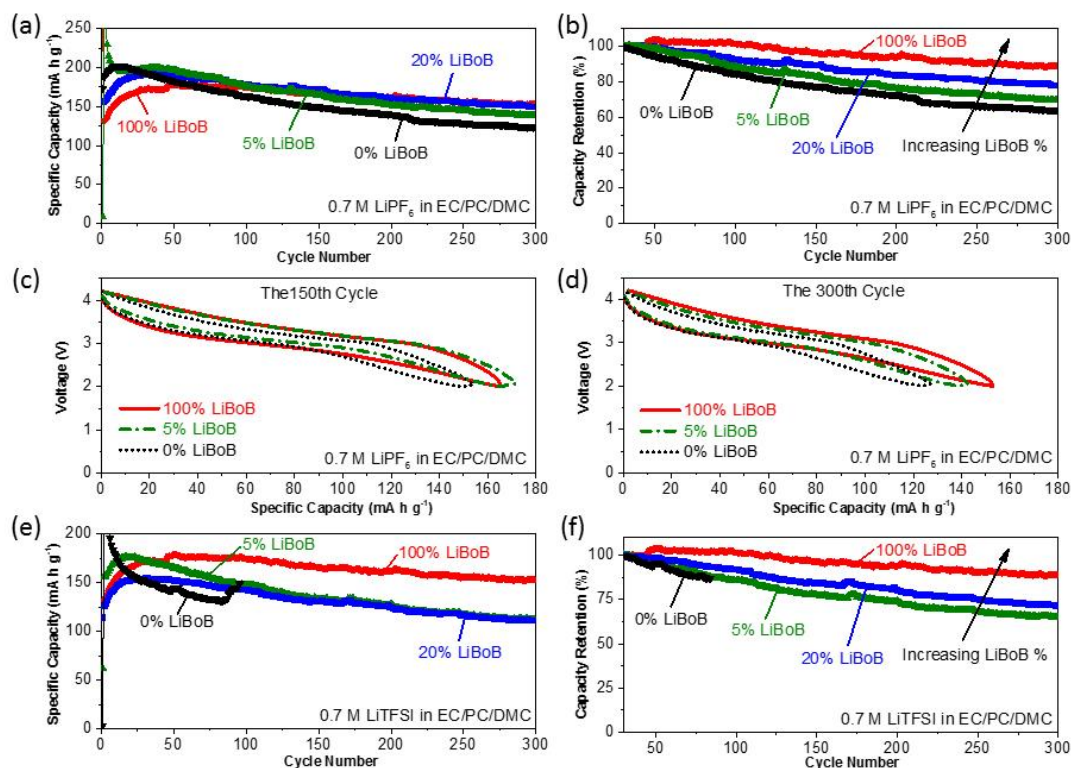 (a)
Specific Capacity (mA h g⁻¹)
250
200
150
100
50
0
20% LiBoB
100% LiBoB
5% LiBoB
0% LiBoB
0.7 M LiPF₆ in EC/PC/DMC
0 50 100 150 200 250 300
Cycle Number
(b)
Capacity Retention (%)
120
100
80
60
40
20
0
100% LiBoB
0% LiBoB
5% LiBoB
20% LiBoB
Increasing LiBoB %
0.7 M LiPF₆ in EC/PC/DMC
50 100 150 200 250 300
Cycle Number
(c)
Voltage (V)
4
3
2
1
0
The150th Cycle
100% LiBoB
5% LiBoB
0% LiBoB
0.7 M LiPF₆ in EC/PC/DMC
0 20 40 60 80 100 120 140 160 180
Specific Capacity (mA h g⁻¹)
(d)
Voltage (V)
4
3
2
1
0
The 300th Cycle
100% LiBoB
5% LiBoB
0% LiBoB
0.7 M LiPF₆ in EC/PC/DMC
0 20 40 60 80 100 120 140 160 180
Specific Capacity (mA h g⁻¹)
(e)
Specific Capacity (mA h g⁻¹)
200
150
100
50
0
5% LiBoB
100% LiBoB
0% LiBoB
20% LiBoB
0.7 M LiTFSI in EC/PC/DMC
0 50 100 150 200 250 300
Cycle Number
(f)
Capacity Retention (%)
125
100
75
50
25
0
100% LiBoB
0% LiBoB
5% LiBoB
20% LiBoB
Increasing LiBoB %
0.7 M LiTFSI in EC/PC/DMC
50 100 150 200 250 300
Cycle Number